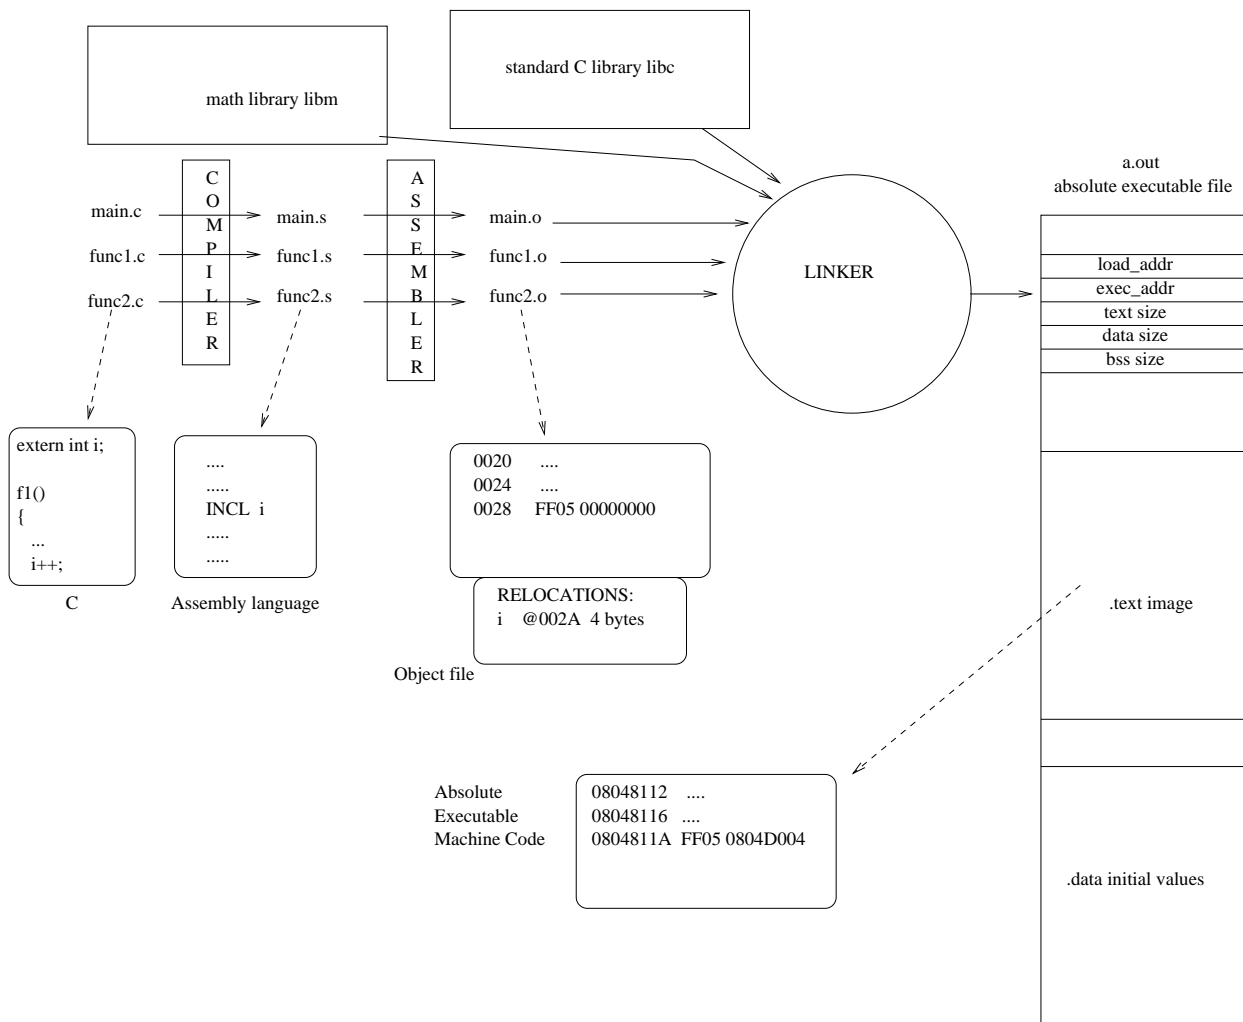 standard C library libc
math library libm
a.out
absolute executable file
COMPILER
ASSEMBLER
main.c
main.s
main.o
func1.c
func1.s
func1.o
func2.c
func2.s
func2.o
LINKER
load_addr
exec_addr
text size
data size
bss size
extern int i;
f1()
{
...
i++;
C
....
.....
INCL i
.....
.....
Assembly language
0020 ....
0024 ....
0028 FF05 00000000
RELOCATIONS:
i @002A 4 bytes
Object file
.text image
Absolute
Executable
Machine Code
08048112 ....
08048116 ....
0804811A FF05 0804D004
.data initial values